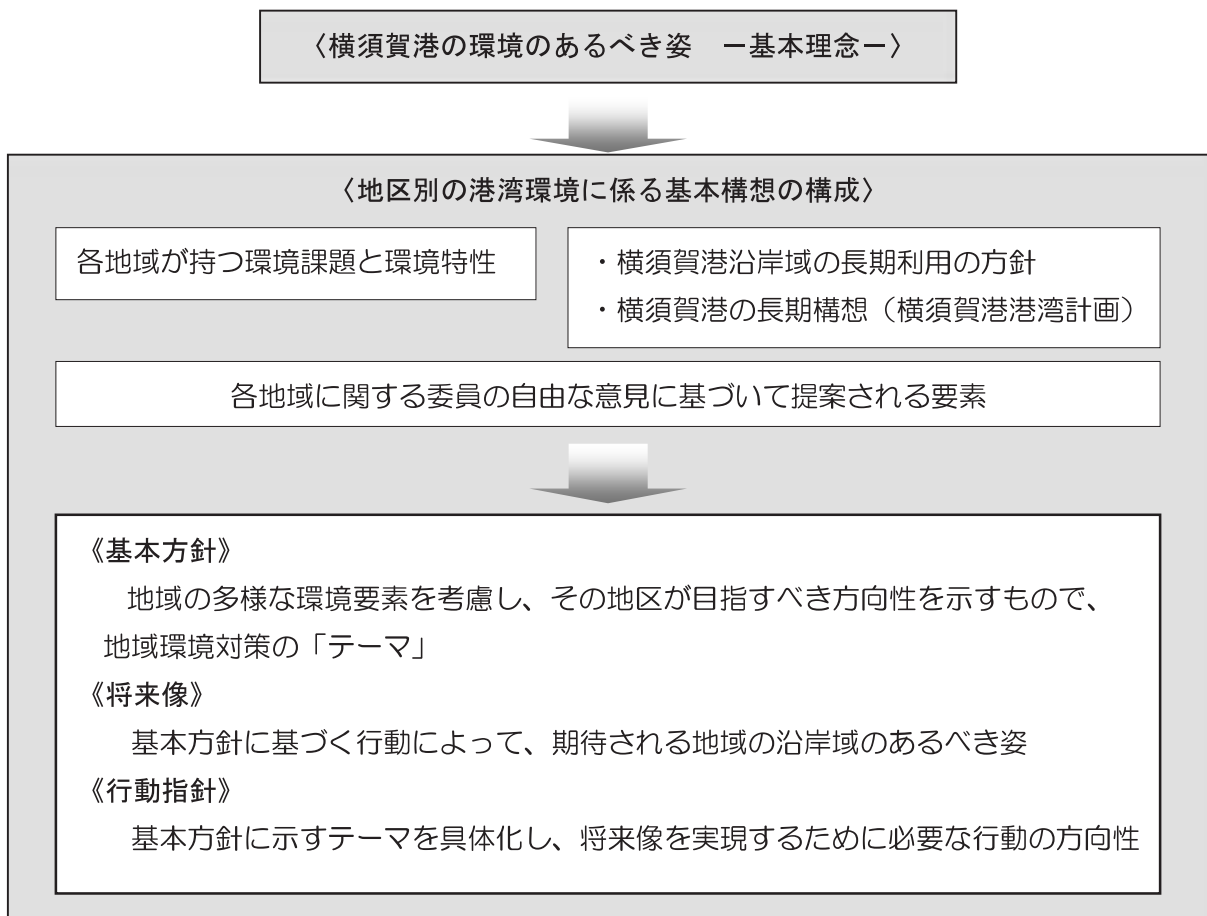 〈横須賀港の環境のあるべき姿　ー基本理念ー〉
〈地区別の港湾環境に係る基本構想の構成〉
各地域が持つ環境課題と環境特性
・横須賀港沿岸域の長期利用の方針
・横須賀港の長期構想（横須賀港港湾計画）
各地域に関する委員の自由な意見に基づいて提案される要素
《基本方針》
地域の多様な環境要素を考慮し、その地区が目指すべき方向性を示すもので、
地域環境対策の「テーマ」
《将来像》
基本方針に基づく行動によって、期待される地域の沿岸域のあるべき姿
《行動指針》
基本方針に示すテーマを具体化し、将来像を実現するために必要な行動の方向性